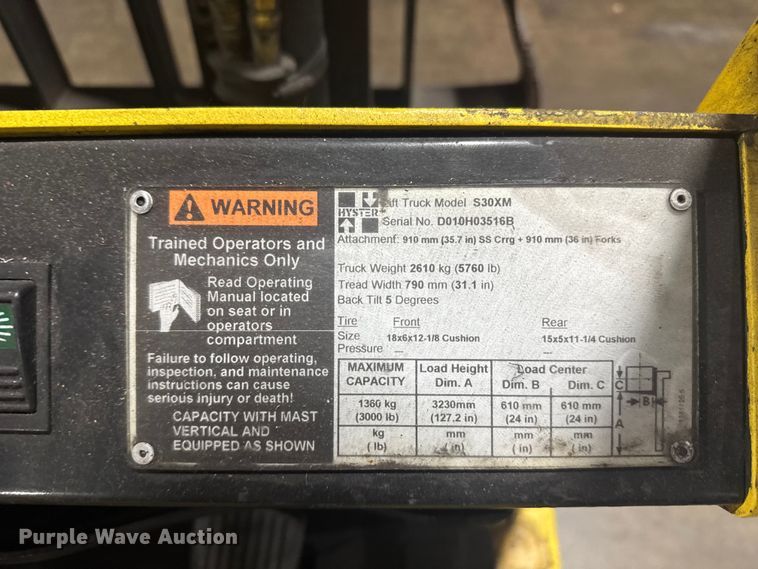 WARNING
Trained Operators and
Mechanics Only
Read Operating
Manual located
on seat or in
operators
compartment
Failure to follow operating,
inspection, and maintenance
instructions can cause
serious injury or death!
CAPACITY WITH MAST
VERTICAL AND
EQUIPPED AS SHOWN
HYSTER
Truck Model S30XM
Serial No. D010H03516B
Attachment: 910 mm (35.7 in) SS Crrg + 910 mm (36 in) Forks
Truck Weight 2610 kg (5760 lb)
Tread Width 790 mm (31.1 in)
Back Tilt 5 Degrees
Tire Front Rear
Size 18x6x12-1/8 Cushion 15x5x11-1/4 Cushion
Pressure --- ---
MAXIMUM CAPACITY Load Height Dim. A Load Center Dim. B Dim. C
1360 kg (3000 lb) 3230mm (127.2 in) 610 mm (24 in) 610 mm (24 in)
kg (lb) mm (in) mm (in) mm (in)
C
B
A
Purple Wave Auction